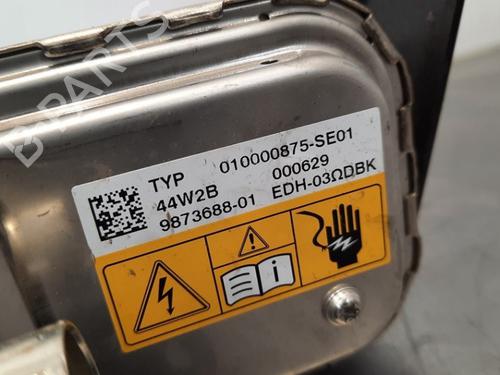 B-PARTS
TYP 010000875-SE01
44W2B 000629
9873688-01 EDH-03ΩDBK